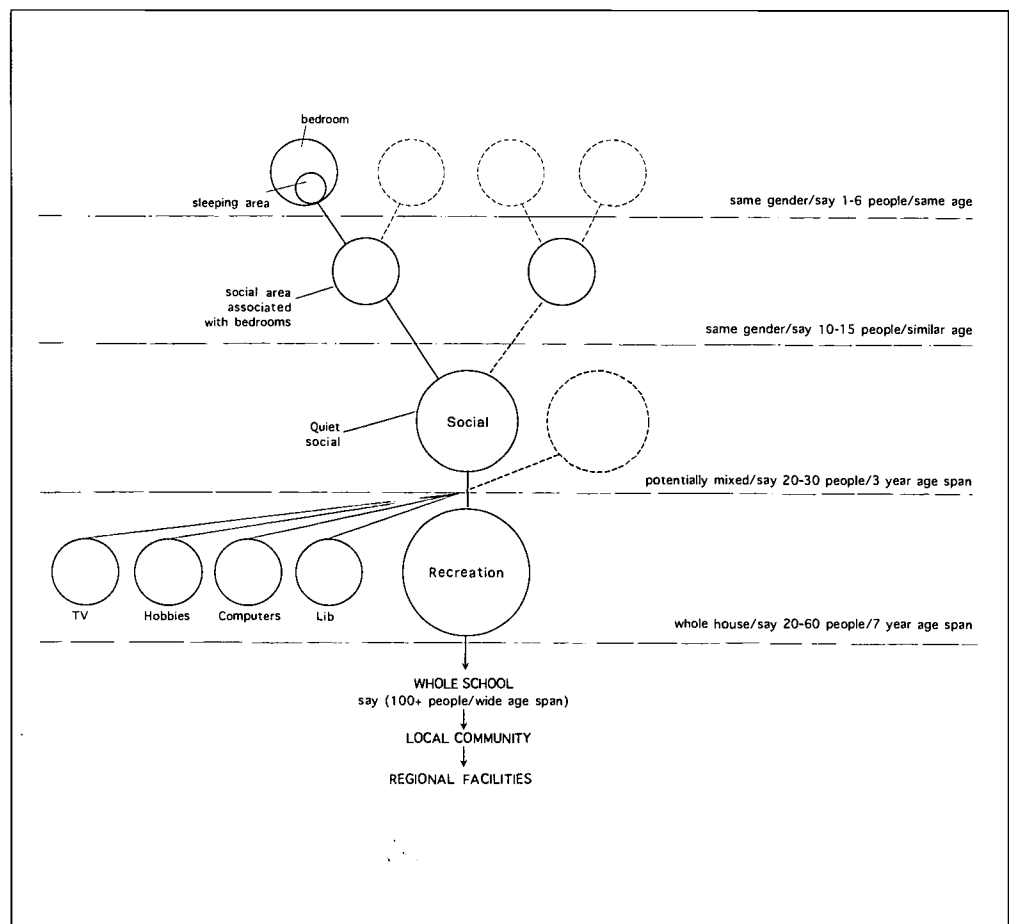 bedroom
sleeping area
same gender/say 1-6 people/same age
social area
associated
with bedrooms
same gender/say 10-15 people/similar age
Quiet
social
Social
potentially mixed/say 20-30 people/3 year age span
Recreation
TV
Hobbies
Computers
Lib
whole house/say 20-60 people/7 year age span
WHOLE SCHOOL
say (100+ people/wide age span)
LOCAL COMMUNITY
REGIONAL FACILITIES